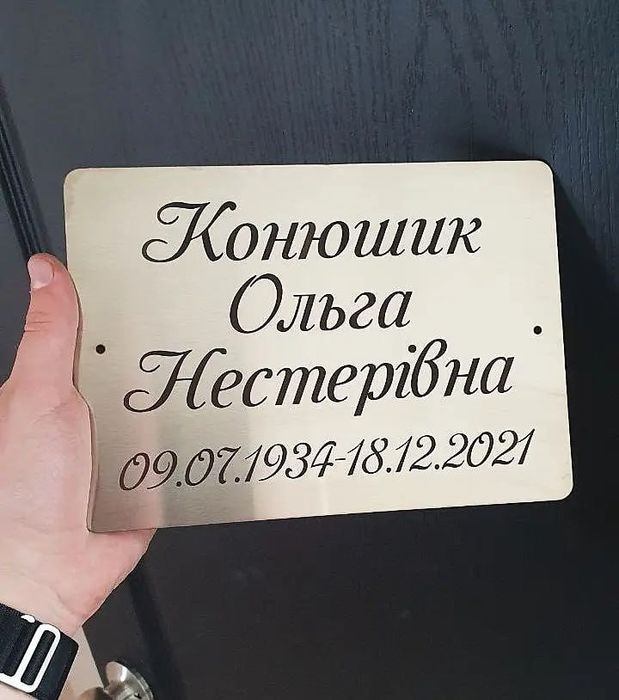 Конюшик
Ольга
Нестерівна
09.07.1934-18.12.2021